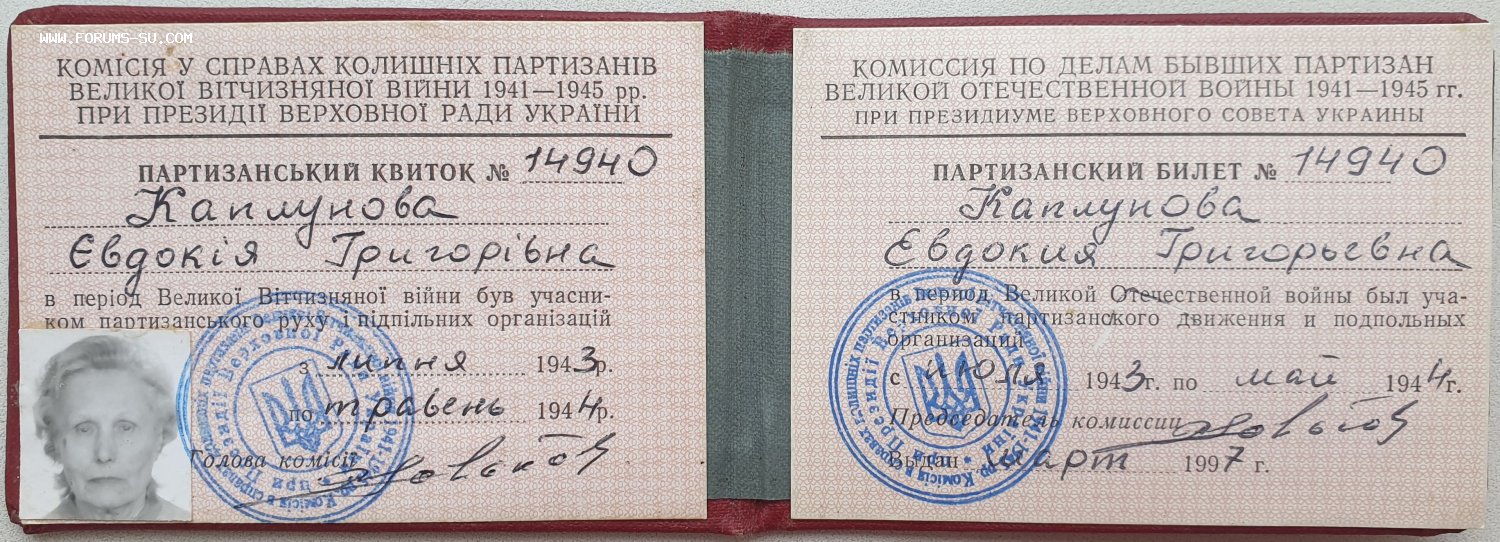 www.forums-su.com
КОМІСІЯ У СПРАВАХ КОЛИШНІХ ПАРТИЗАНІВ
ВЕЛИКОЇ ВІТЧИЗНЯНОЇ ВІЙНИ 1941—1945 рр.
ПРИ ПРЕЗИДІЇ ВЕРХОВНОЇ РАДИ УКРАЇНИ
ПАРТИЗАНСЬКИЙ КВИТОК № 14940
Каплунова
Євдокія Григорівна
в період Великої Вітчизняної війни був учасни-
ком партизанського руху і підпільних організацій
з липня 1943р.
по травень 1944р.
Голова комісії
КОМИССИЯ ПО ДЕЛАМ БЫВШИХ ПАРТИЗАН
ВЕЛИКОЙ ОТЕЧЕСТВЕННОЙ ВОЙНЫ 1941—1945 гг.
ПРИ ПРЕЗИДИУМЕ ВЕРХОВНОГО СОВЕТА УКРАИНЫ
ПАРТИЗАНСКИЙ БИЛЕТ № 14940
Каплунова
Евдокия Григорьевна
в период Великой Отечественной войны был уча-
стником партизанского движения и подпольных
организаций
с июля 1943г. по май 1944г.
Председатель комиссии
Выдан март 1997 г.